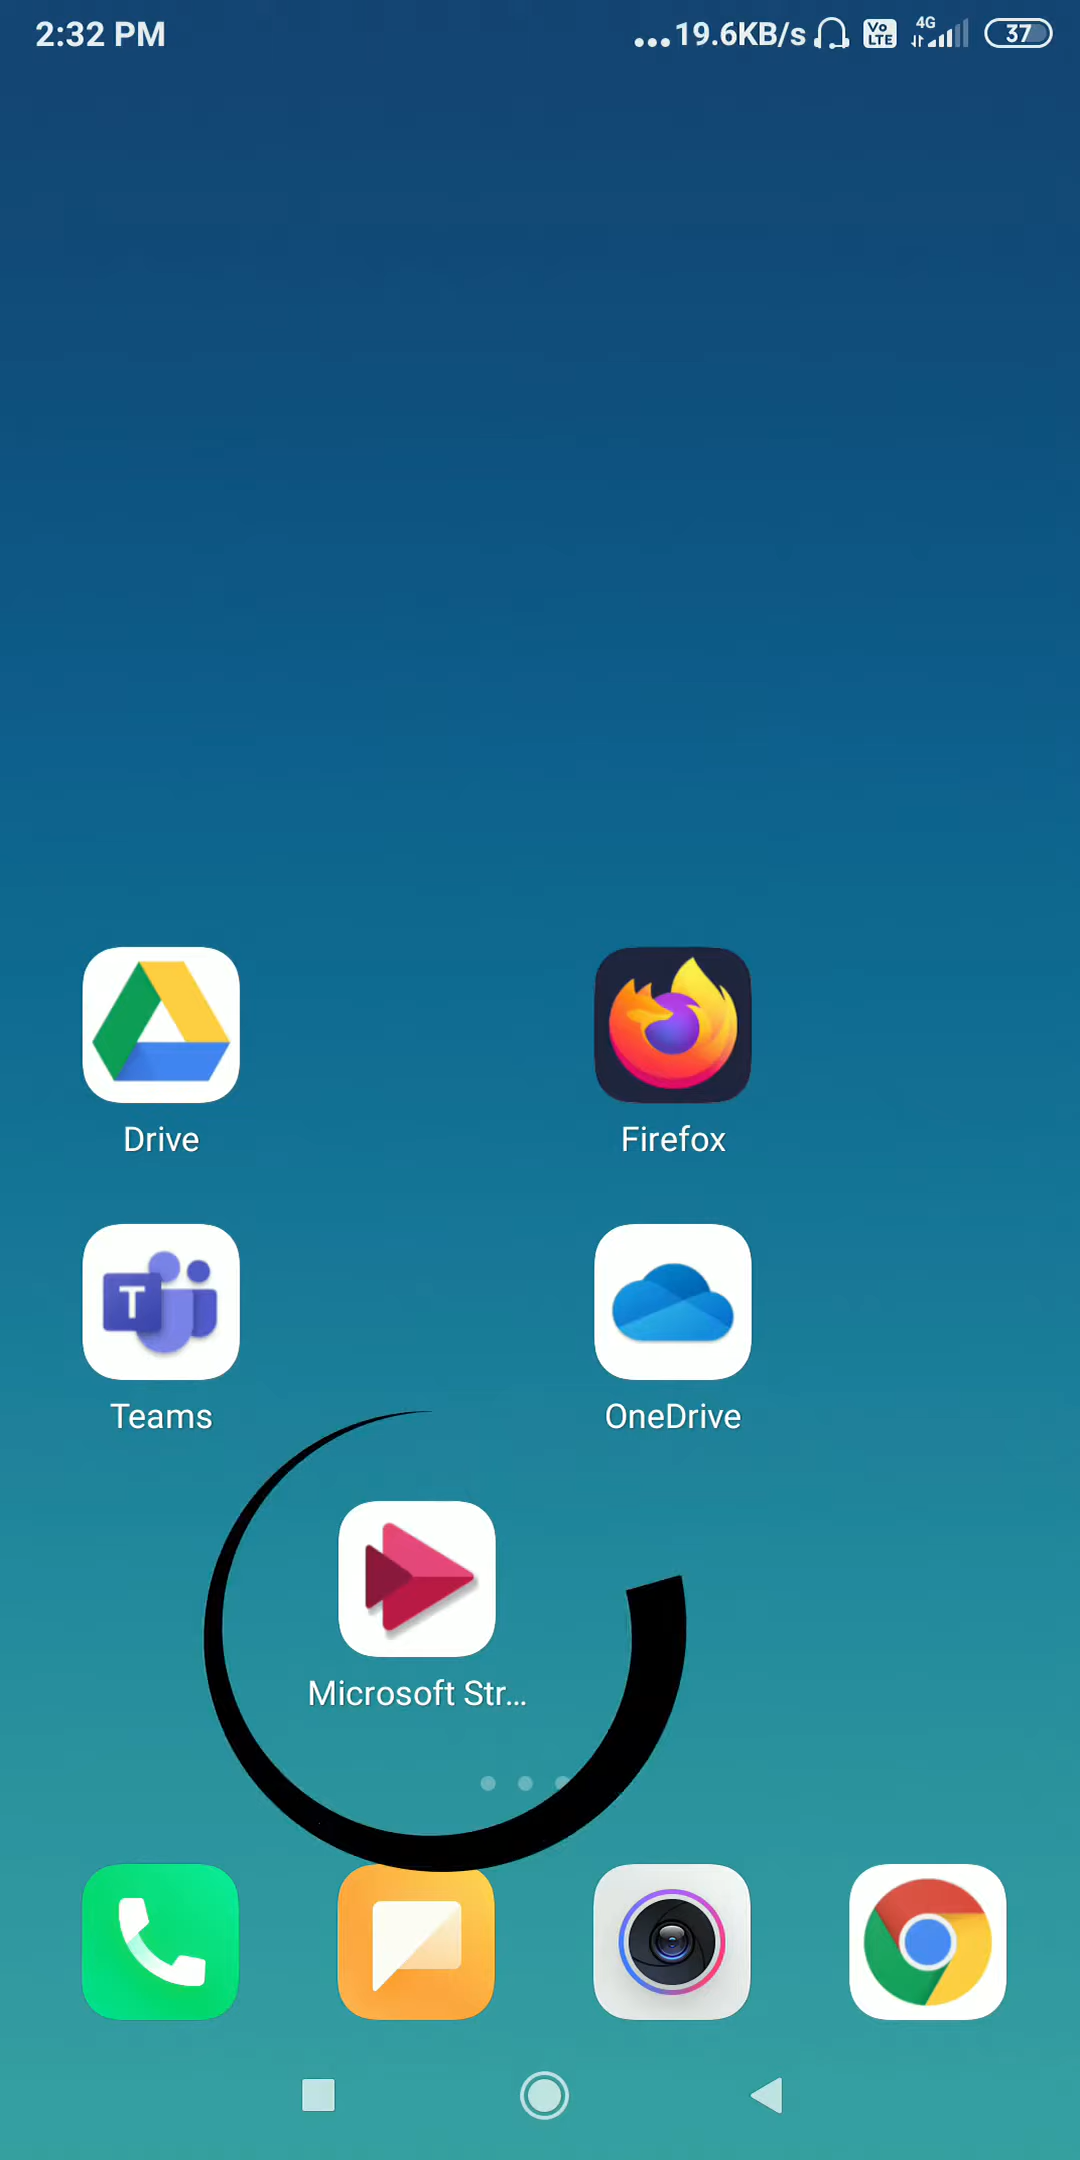 2:32 PM ...19.6KB/s Vo LTE 4G 37
Drive Firefox
T
Teams OneDrive
Microsoft Str...